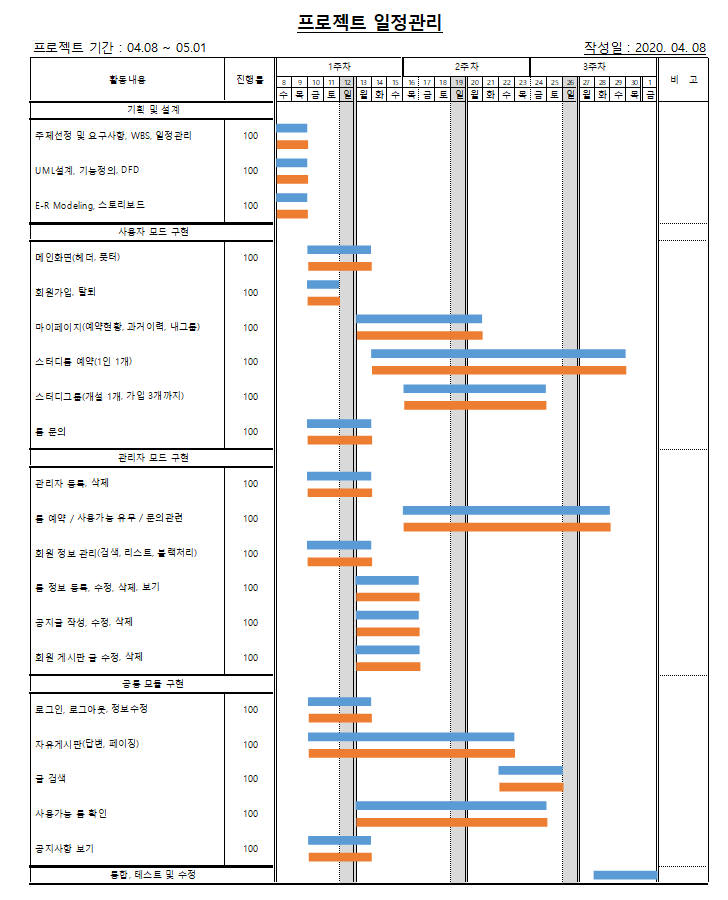 프로젝트 일정관리
프로젝트 기간 : 04.08 ~ 05.01
작성일 : 2020. 04. 08
활동내용
진행률
1주차
2주차
3주차
비 고
8 9 10 11 12 13 14 15 16 17 18 19 20 21 22 23 24 25 26 27 28 29 30 1
수 목 금 토 일 월 화 수 목 금 토 일 월 화 수 목 금 토 일 월 화 수 목 금
기획 및 설계
주제선정 및 요구사항, WBS, 일정관리 100
UML설계, 기능정의, DFD 100
E-R Modeling, 스토리보드 100
사용자 모드 구현
메인화면(헤더, 풋터) 100
회원가입, 탈퇴 100
마이페이지(예약현황, 과거이력, 내그룹) 100
스터디룸 예약(1인 1개) 100
스터디그룹(개설 1개, 가입 3개까지) 100
룸 문의 100
관리자 모드 구현
관리자 등록, 삭제 100
룸 예약 / 사용가능 유무 / 문의관련 100
회원 정보 관리(검색, 리스트, 블랙처리) 100
룸 정보 등록, 수정, 삭제, 보기 100
공지글 작성, 수정, 삭제 100
회원 게시판 글 수정, 삭제 100
공통 모듈 구현
로그인, 로그아웃, 정보수정 100
자유게시판(답변, 페이징) 100
글 검색 100
사용가능 룸 확인 100
공지사항 보기 100
통합, 테스트 및 수정